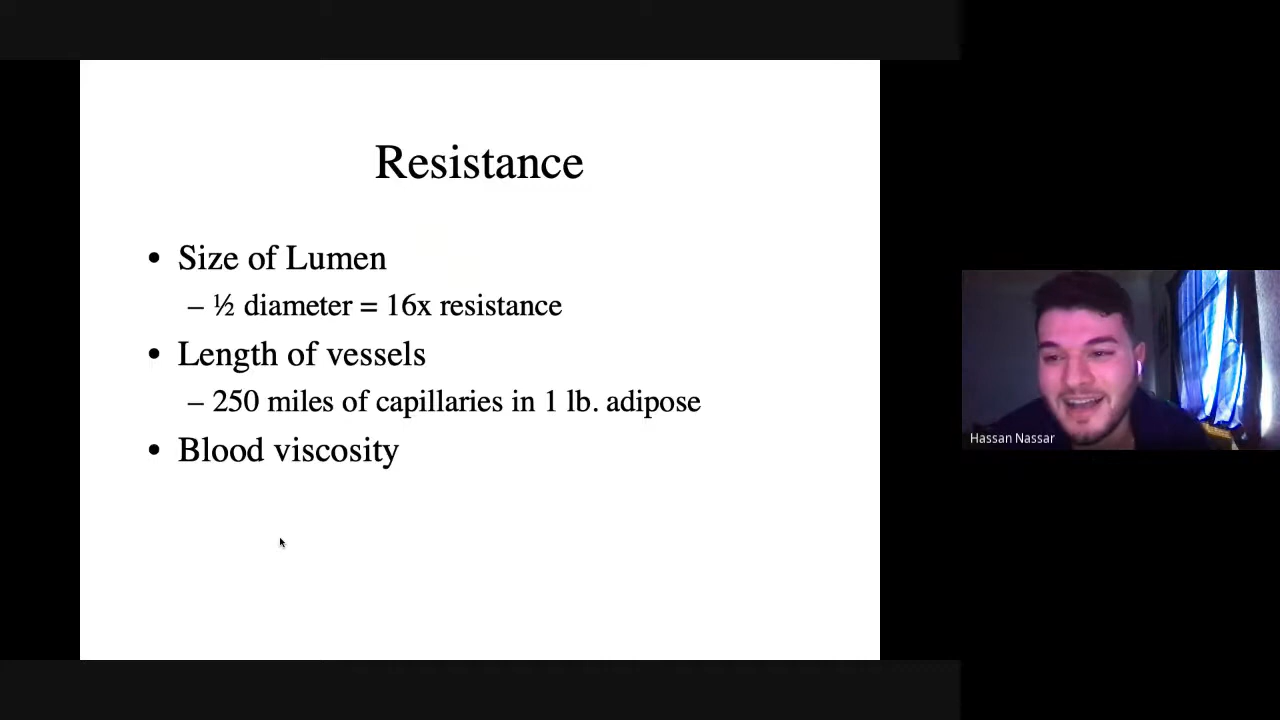 Resistance
• Size of Lumen
– ½ diameter = 16x resistance
• Length of vessels
– 250 miles of capillaries in 1 lb. adipose
• Blood viscosity
Hassan Nassar